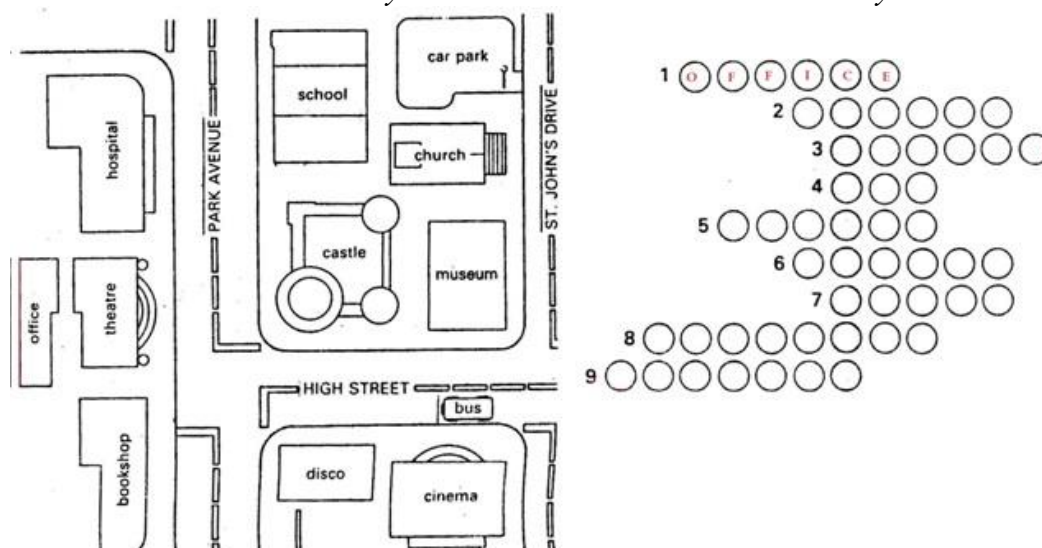 car park
school
hospital
PARK AVENUE
church
ST. JOHN'S DRIVE
castle
museum
office
theatre
HIGH STREET
bus
bookshop
disco
cinema
1 O F F I C E
2
3
4
5
6
7
8
9